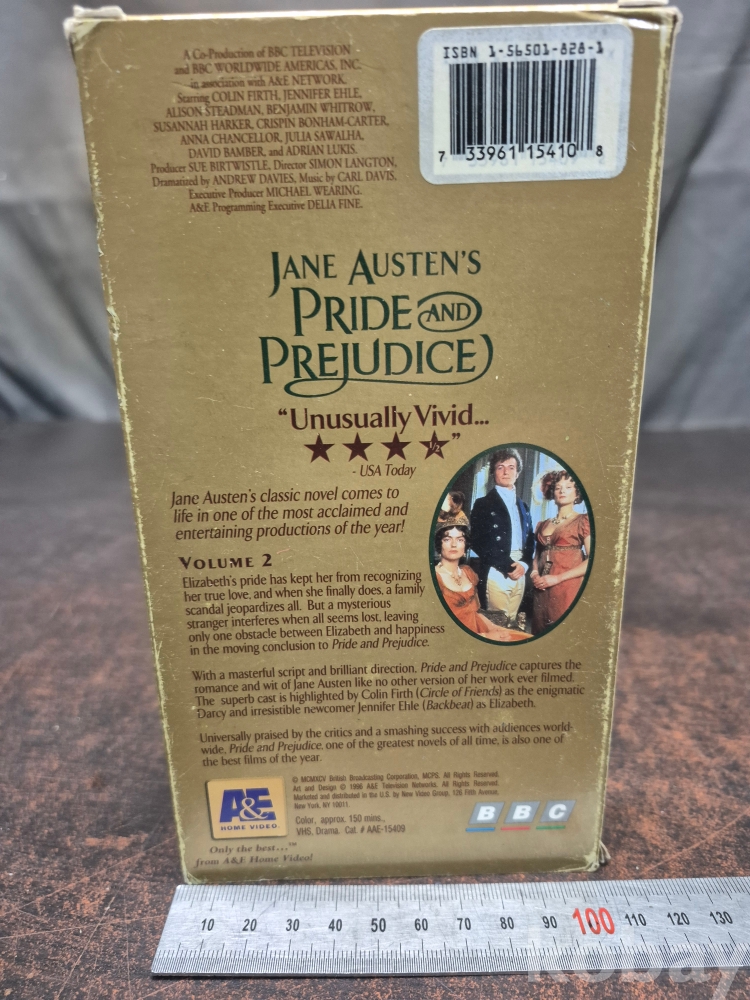 A Co-Production of BBC TELEVISION
and BBC WORLDWIDE AMERICAS, INC.
in association with A&E NETWORK.
Starring COLIN FIRTH, JENNIFER EHLE,
ALISON STEADMAN, BENJAMIN WHITROW,
SUSANNAH HARKER, CRISPIN BONHAM-CARTER,
ANNA CHANCELLOR, JULIA SAWALHA,
DAVID BAMBER, and ADRIAN LUKIS.
Producer SUE BIRTWISTLE, Director SIMON LANGTON,
Dramatized by ANDREW DAVIES, Music by CARL DAVIS,
Executive Producer MICHAEL WEARING.
A&E Programming Executive DELIA FINE.
ISBN 1-56501-828-1
7 33961 15410 8
JANE AUSTEN'S
PRIDE AND
PREJUDICE
"Unusually Vivid...
★ ★ ★ ½"
- USA Today
Jane Austen's classic novel comes to
life in one of the most acclaimed and
entertaining productions of the year!
VOLUME 2
Elizabeth's pride has kept her from recognizing
her true love, and when she finally does, a family
scandal jeopardizes all. But a mysterious
stranger interferes when all seems lost, leaving
only one obstacle between Elizabeth and happiness
in the moving conclusion to Pride and Prejudice.
With a masterful script and brilliant direction, Pride and Prejudice captures the
romance and wit of Jane Austen like no other version of her work ever filmed.
The superb cast is highlighted by Colin Firth (Circle of Friends) as the enigmatic
Darcy and irresistible newcomer Jennifer Ehle (Backbeat) as Elizabeth.
Universally praised by the critics and a smashing success with audiences world-
wide, Pride and Prejudice, one of the greatest novels of all time, is also one of
the best films of the year.
A&E
HOME VIDEO
Only the best...™
from A&E Home Video!
© MCMXCV British Broadcasting Corporation, MCPS. All Rights Reserved.
Art and Design © 1996 A&E Television Networks. All Rights Reserved.
Marketed and distributed in the U.S. by New Video Group, 126 Fifth Avenue,
New York, NY 10011.
Color, approx. 150 mins.,
VHS, Drama. Cat. # AAE-15409
BBC
10 20 30 40 50 60 70 80 90 100 110 120 130
kobay